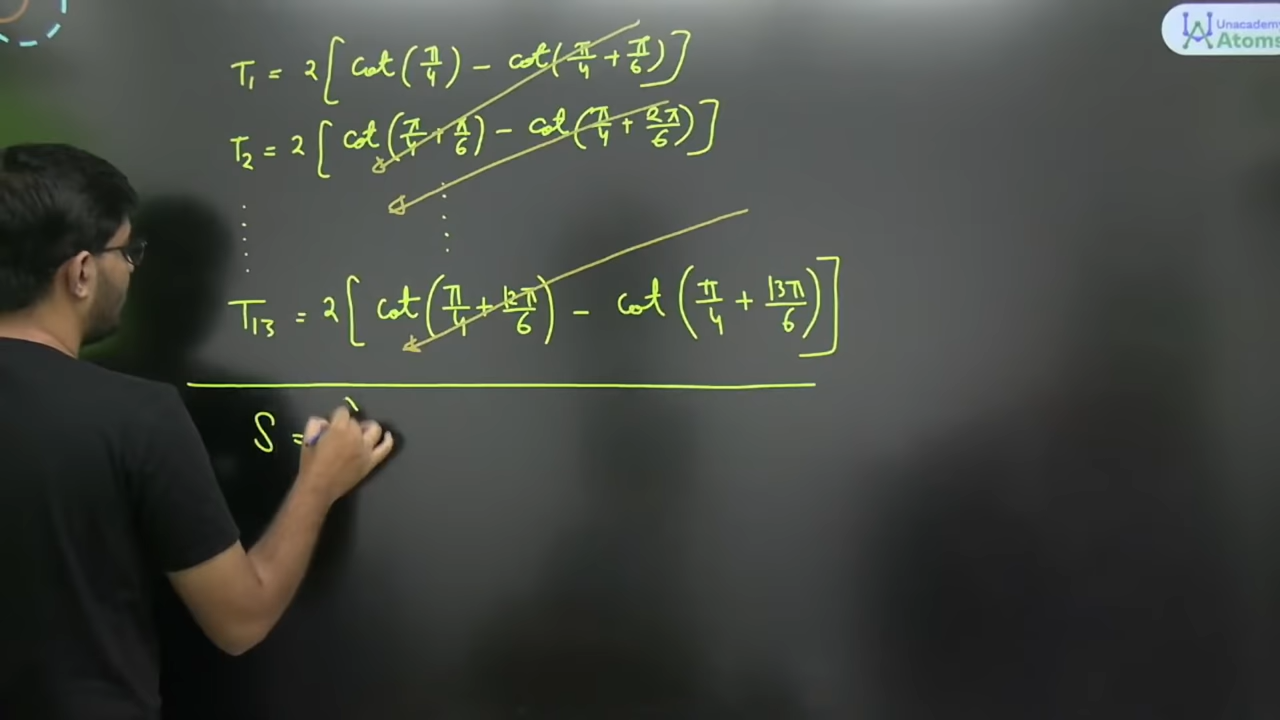 Unacademy
Atoms
T₁ = 2[cot(π/4) − cot(π/4 + π/6)]
T₂ = 2[cot(π/4 + π/6) − cot(π/4 + 2π/6)]
T₁₃ = 2[cot(π/4 + 12π/6) − cot(π/4 + 13π/6)]
S =